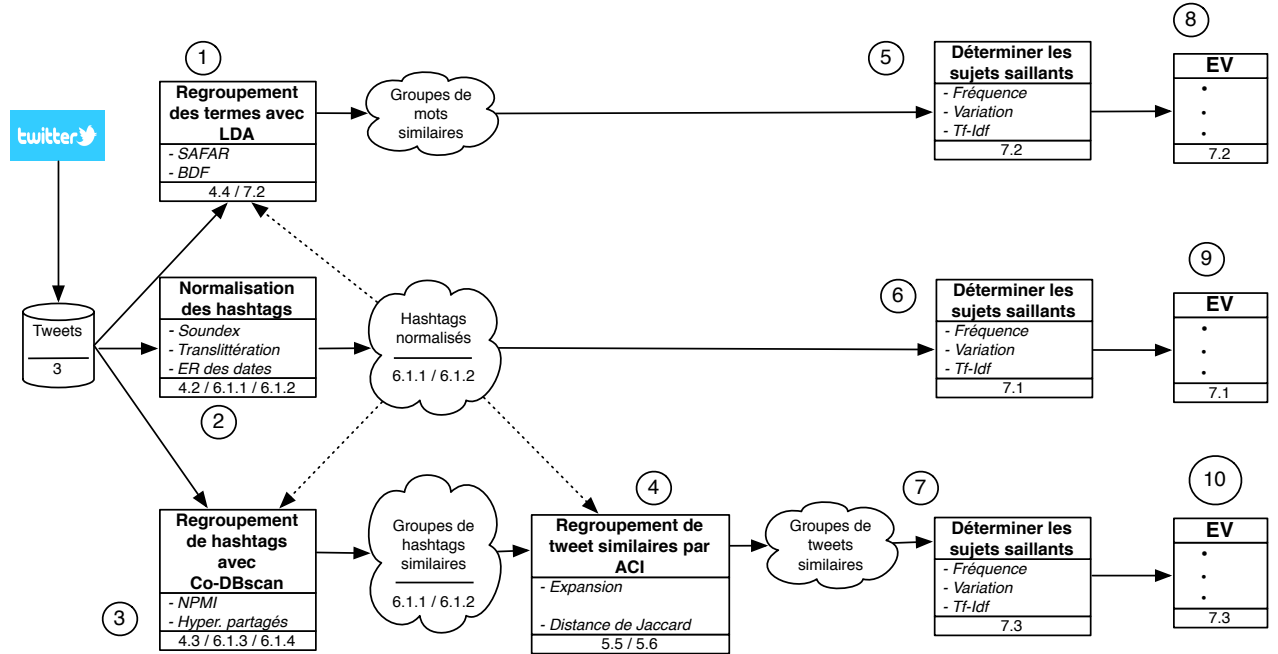 twitter
Tweets
3
1
Regroupement
des termes avec
LDA
- SAFAR
- BDF
4.4 / 7.2
Groupes de
mots
similaires
5
Déterminer les
sujets saillants
- Fréquence
- Variation
- Tf-Idf
7.2
8
EV
.
.
.
7.2
Normalisation
des hashtags
- Soundex
- Translittération
- ER des dates
4.2 / 6.1.1 / 6.1.2
2
Hashtags
normalisés
6.1.1 / 6.1.2
6
Déterminer les
sujets saillants
- Fréquence
- Variation
- Tf-Idf
7.1
9
EV
.
.
.
7.1
3
Regroupement
de hashtags
avec
Co-DBscan
- NPMI
- Hyper. partagés
4.3 / 6.1.3 / 6.1.4
Groupes de
hashtags
similaires
6.1.1 / 6.1.2
4
Regroupement de
tweet similaires par
ACI
- Expansion
- Distance de Jaccard
5.5 / 5.6
Groupes de
tweets
similaires
7
Déterminer les
sujets saillants
- Fréquence
- Variation
- Tf-Idf
7.3
10
EV
.
.
.
7.3